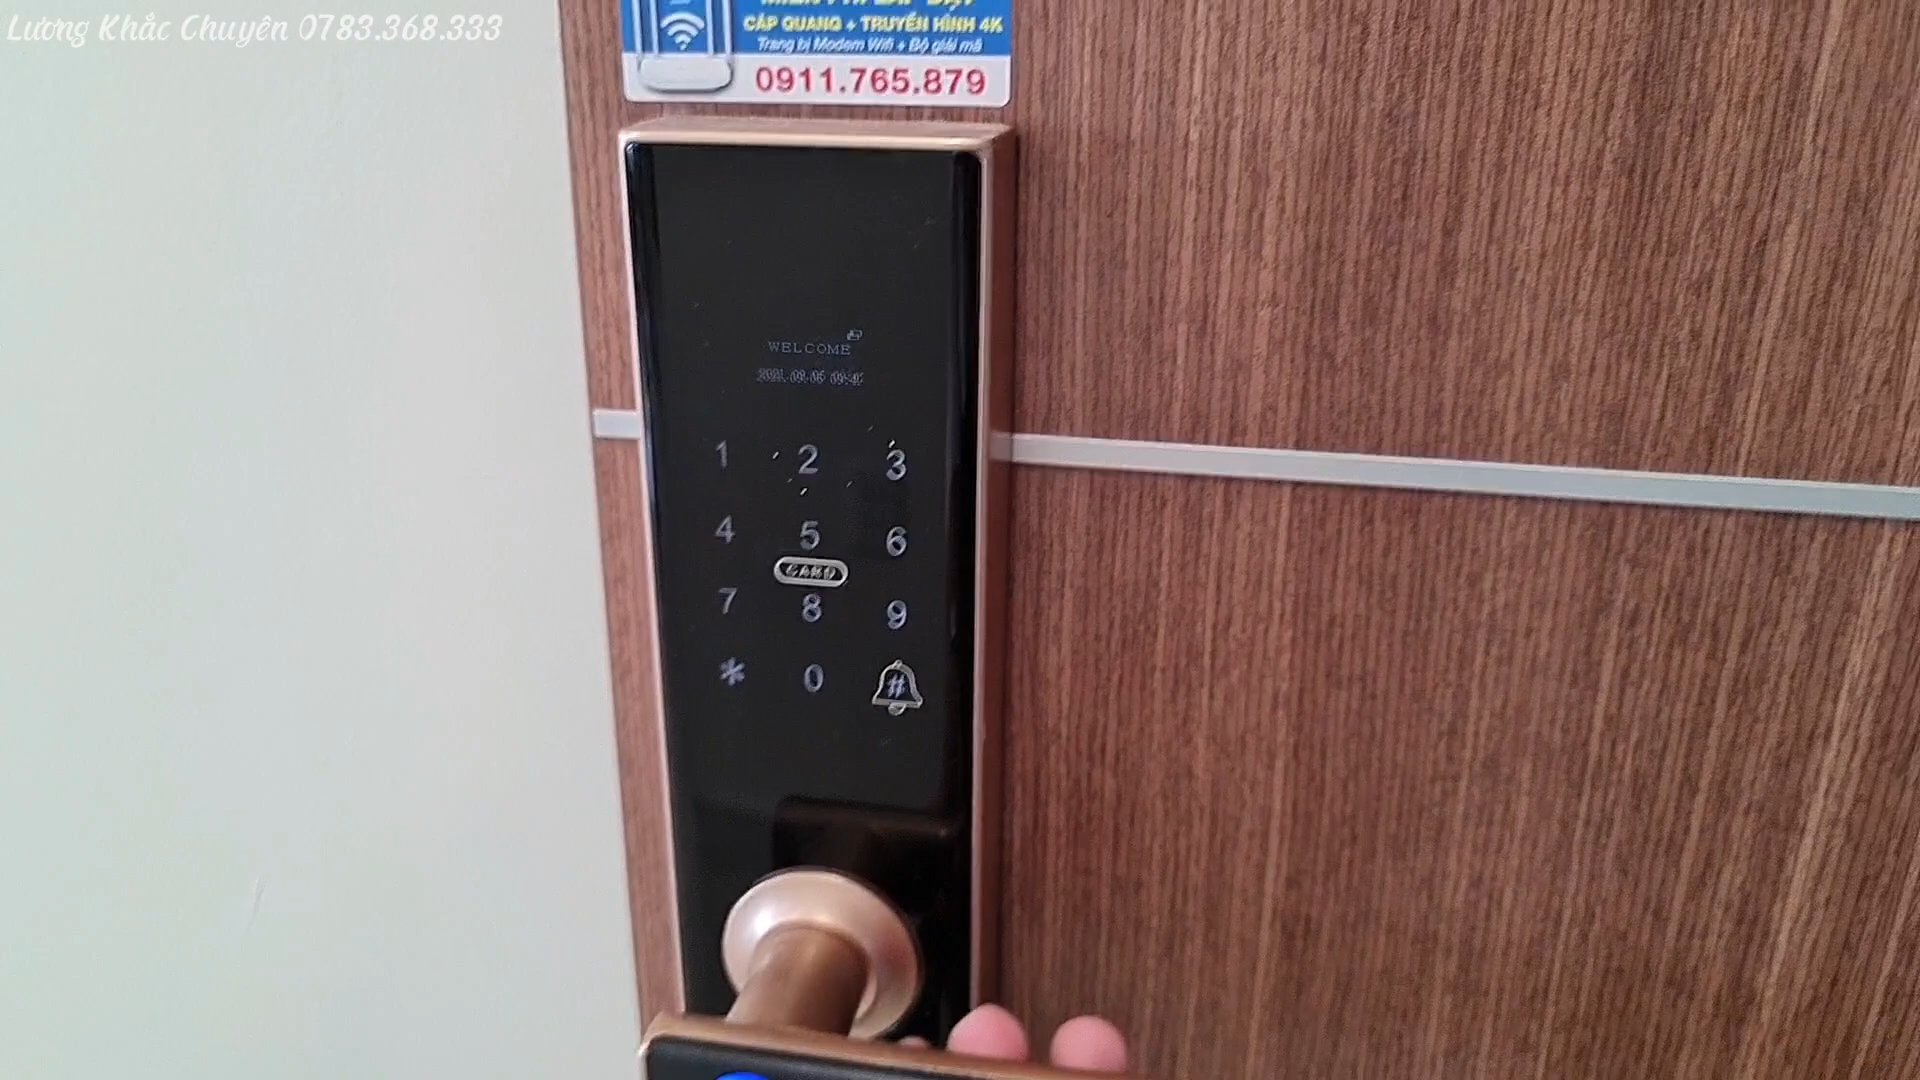 Lương Khắc Chuyên 0783.368.333
CÁP QUANG + TRUYỀN HÌNH 4K
Trang bị Modem Wifi + Bộ giải mã
0911.765.879
WELCOME
1 2 3
4 5 6
CARD
7 8 9
* 0 #